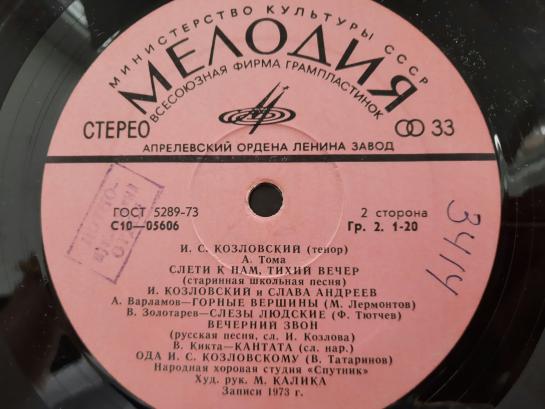 МИНИСТЕРСТВО КУЛЬТУРЫ СССР
МЕЛОДИЯ
ВСЕСОЮЗНАЯ ФИРМА ГРАМПЛАСТИНОК
СТЕРЕО
33
АПРЕЛЕВСКИЙ ОРДЕНА ЛЕНИНА ЗАВОД
ГОСТ 5289-73
С10—05606
2 сторона
Гр. 2. 1-20
3414
И. С. КОЗЛОВСКИЙ (тенор)
А. Тома
СЛЕТИ К НАМ, ТИХИЙ ВЕЧЕР
(старинная школьная песня)
И. КОЗЛОВСКИЙ и СЛАВА АНДРЕЕВ
А. Варламов—ГОРНЫЕ ВЕРШИНЫ (М. Лермонтов)
В. Золотарев—СЛЕЗЫ ЛЮДСКИЕ (Ф. Тютчев)
ВЕЧЕРНИЙ ЗВОН
(русская песня, сл. И. Козлова)
В. Кикта—КАНТАТА (сл. нар.)
ОДА И. С. КОЗЛОВСКОМУ (В. Татаринов)
Народная хоровая студия «Спутник»
Худ. рук. М. КАЛИКА
Записи 1973 г.